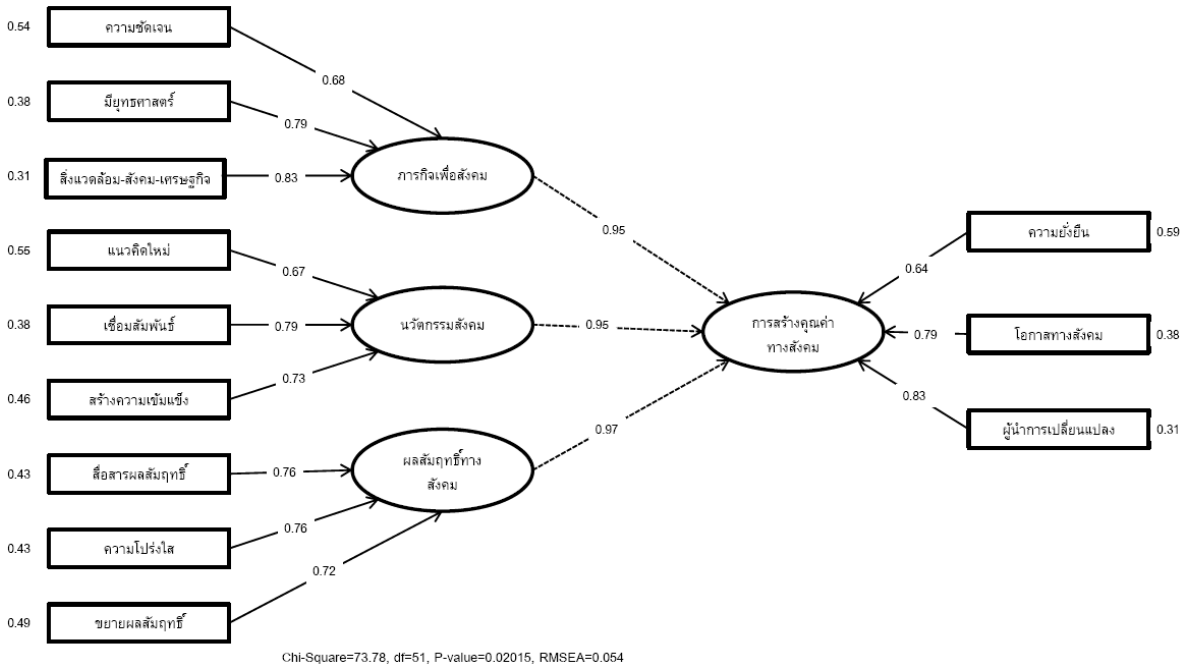 0.54
ความชัดเจน
0.68
0.38
มียุทธศาสตร์
0.79
0.31
สิ่งแวดล้อม-สังคม-เศรษฐกิจ
0.83
ภารกิจเพื่อสังคม
0.95
0.55
แนวคิดใหม่
0.67
0.38
เชื่อมสัมพันธ์
0.79
นวัตกรรมสังคม
0.95
0.46
สร้างความเข้มแข็ง
0.73
0.43
สื่อสารผลสัมฤทธิ์
0.76
ผลสัมฤทธิ์ทาง
สังคม
0.97
0.43
ความโปร่งใส
0.76
0.49
ขยายผลสัมฤทธิ์
0.72
การสร้างคุณค่า
ทางสังคม
0.64
ความยั่งยืน
0.59
0.79
โอกาสทางสังคม
0.38
0.83
ผู้นำการเปลี่ยนแปลง
0.31
Chi-Square=73.78, df=51, P-value=0.02015, RMSEA=0.054